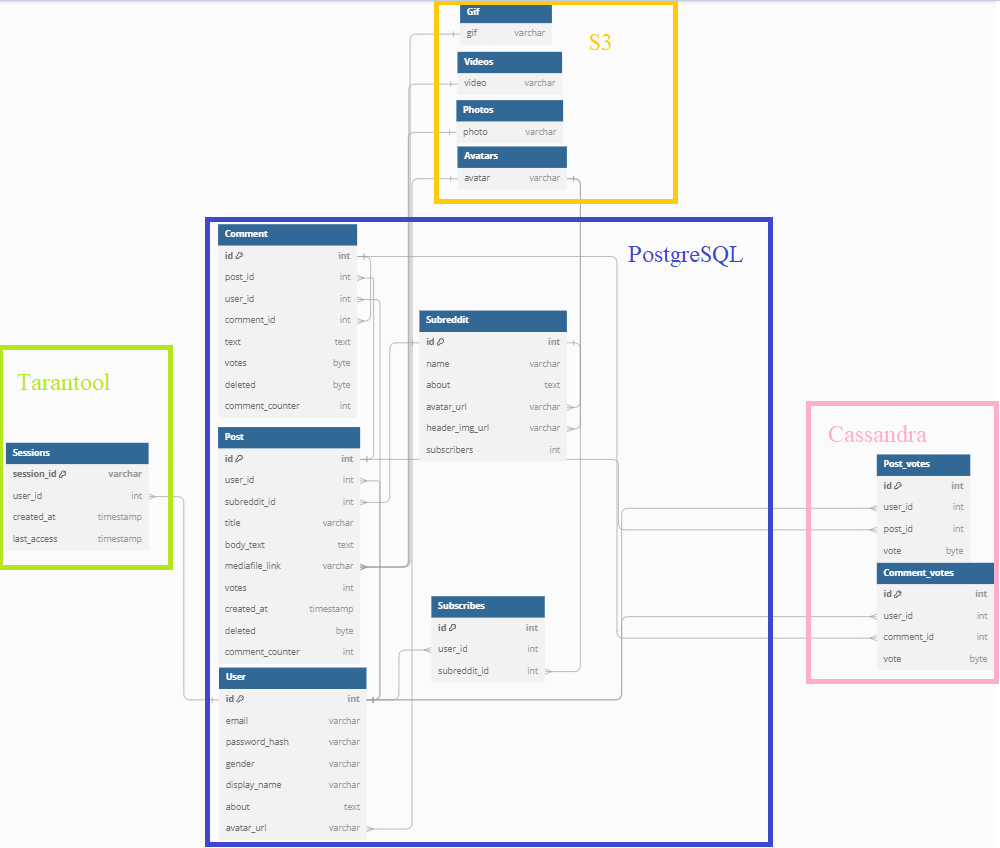 Gif
gif varchar
S3
Videos
video varchar
Photos
photo varchar
Avatars
avatar varchar
PostgreSQL
Comment
id int
post_id int
user_id int
comment_id int
text text
votes byte
deleted byte
comment_counter int
Subreddit
id int
name varchar
about text
avatar_url varchar
header_img_url varchar
subscribers int
Tarantool
Sessions
session_id varchar
user_id int
created_at timestamp
last_access timestamp
Post
id int
user_id int
subreddit_id int
title varchar
body_text text
mediafile_link varchar
votes int
created_at timestamp
deleted byte
comment_counter int
Subscribes
id int
user_id int
subreddit_id int
User
id int
email varchar
password_hash varchar
gender varchar
display_name varchar
about text
avatar_url varchar
Cassandra
Post_votes
id int
user_id int
post_id int
vote byte
Comment_votes
id int
user_id int
comment_id int
vote byte